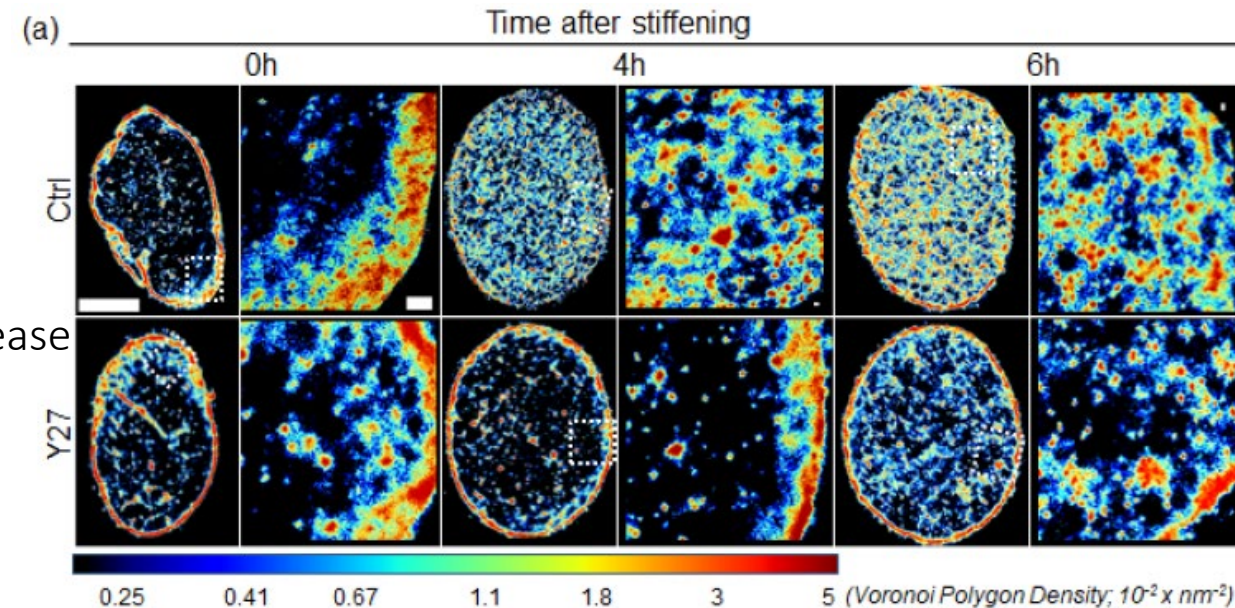 (a)
Time after stiffening
0h 4h 6h
Ctrl
ease
Y27
0.25 0.41 0.67 1.1 1.8 3 5 (Voronoi Polygon Density; 10⁻² x nm⁻²)